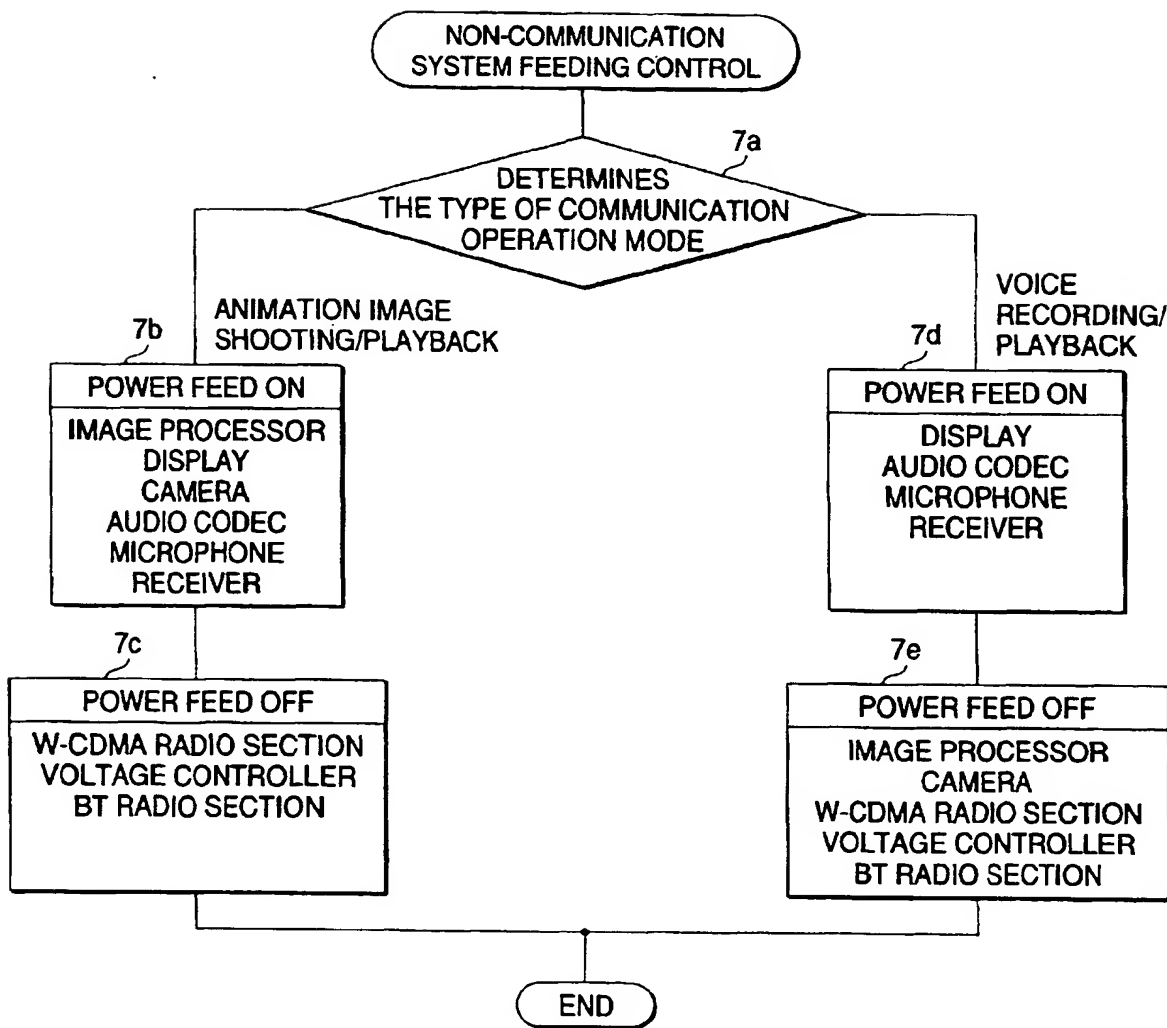 NON-COMMUNICATION
SYSTEM FEEDING CONTROL
7a
DETERMINES
THE TYPE OF COMMUNICATION
OPERATION MODE
ANIMATION IMAGE
SHOOTING/PLAYBACK
7b
POWER FEED ON
IMAGE PROCESSOR
DISPLAY
CAMERA
AUDIO CODEC
MICROPHONE
RECEIVER
7c
POWER FEED OFF
W-CDMA RADIO SECTION
VOLTAGE CONTROLLER
BT RADIO SECTION
VOICE
RECORDING/
PLAYBACK
7d
POWER FEED ON
DISPLAY
AUDIO CODEC
MICROPHONE
RECEIVER
7e
POWER FEED OFF
IMAGE PROCESSOR
CAMERA
W-CDMA RADIO SECTION
VOLTAGE CONTROLLER
BT RADIO SECTION
END